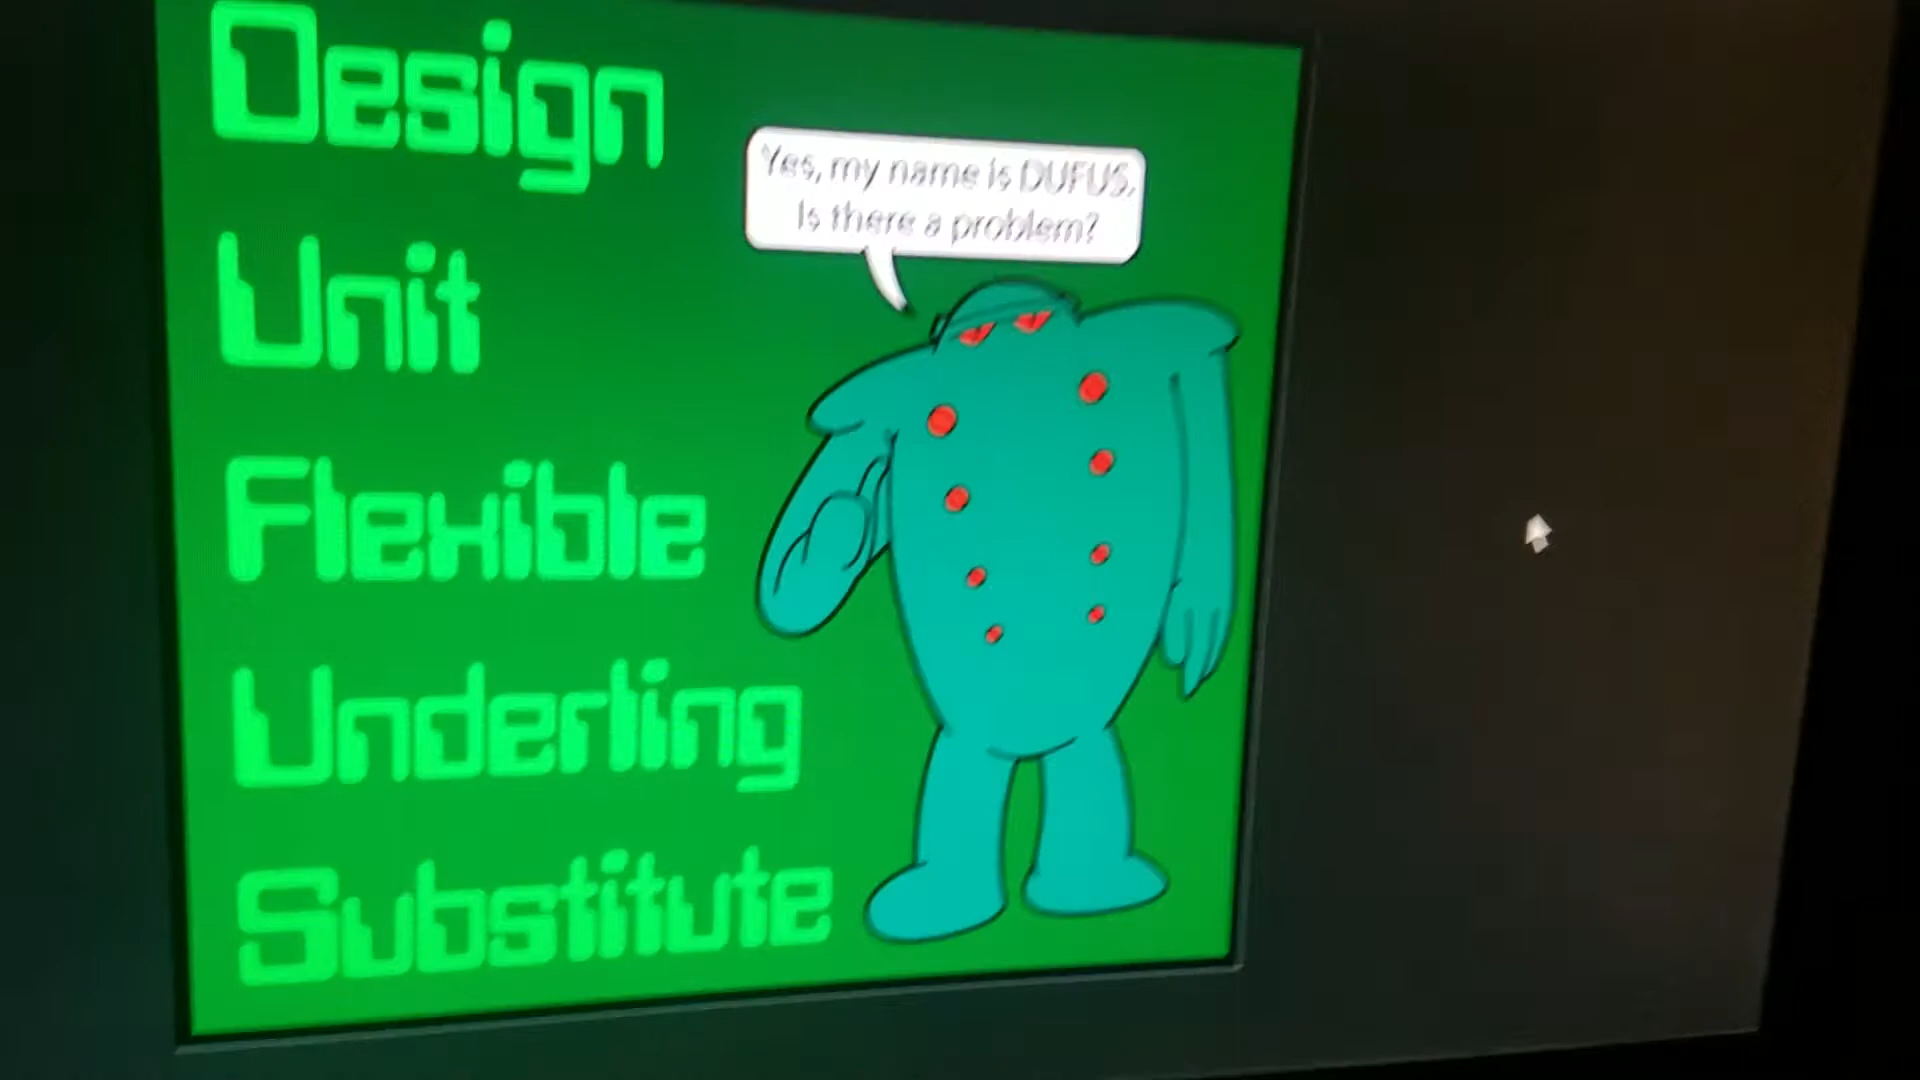 Design
Yes, my name is DUFUS.
Is there a problem?
Unit
Flexible
Underling
Substitute